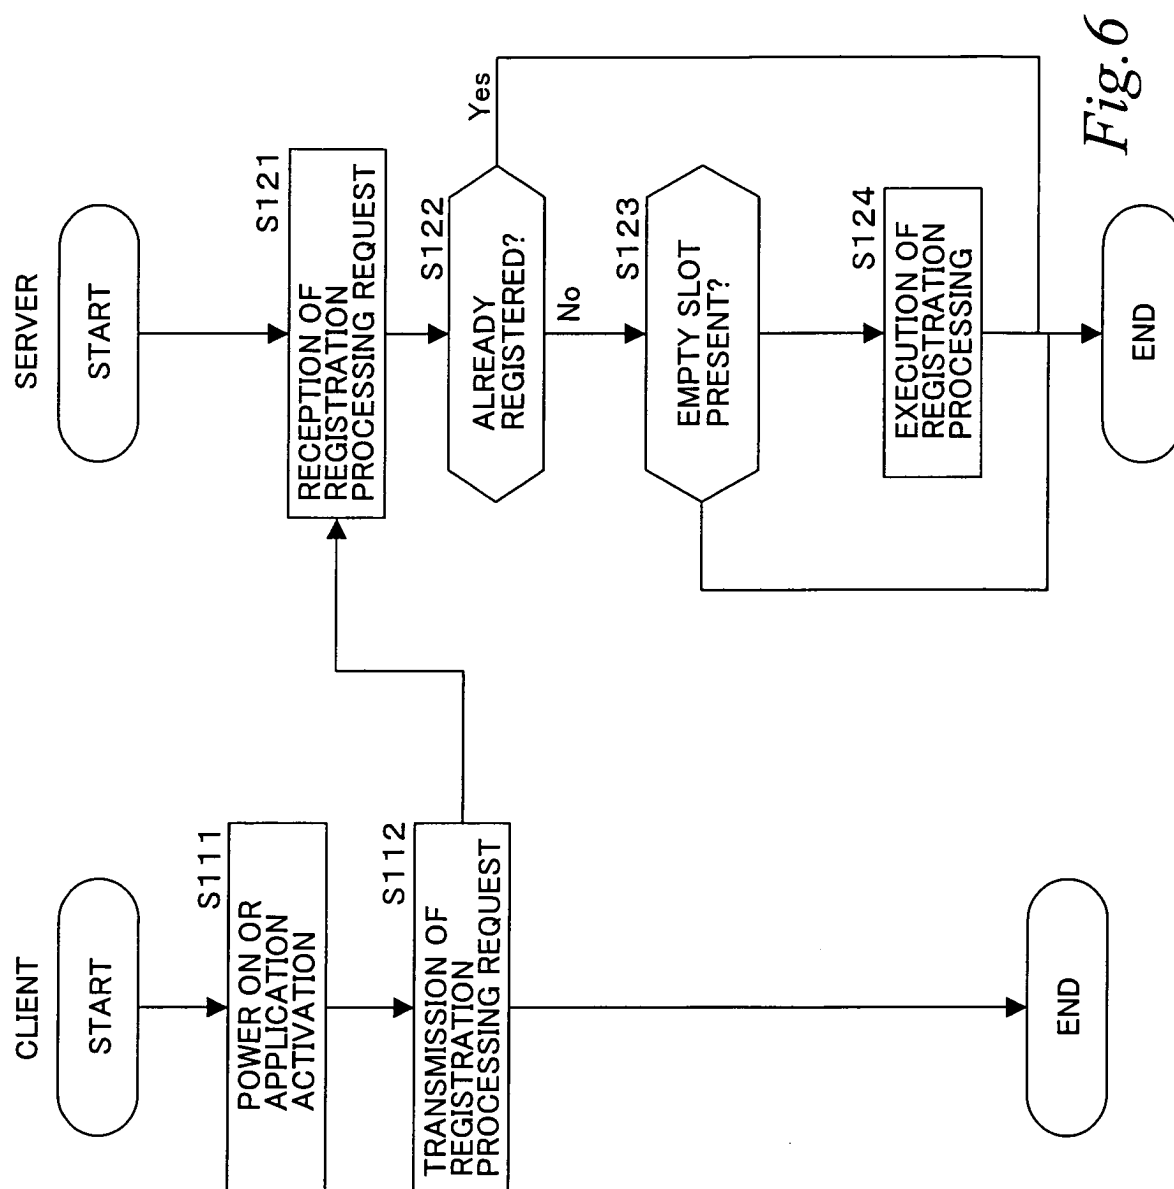 CLIENT
START
S111
POWER ON OR
APPLICATION
ACTIVATION
S112
TRANSMISSION OF
REGISTRATION
PROCESSING REQUEST
END
SERVER
START
S121
RECEPTION OF
REGISTRATION
PROCESSING REQUEST
S122
ALREADY
REGISTERED?
Yes
No
S123
EMPTY SLOT
PRESENT?
S124
EXECUTION OF
REGISTRATION
PROCESSING
END
Fig.6